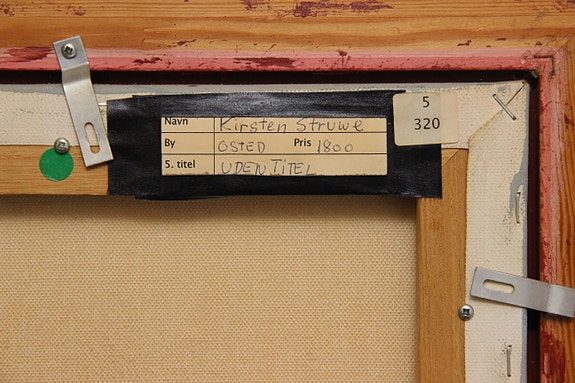 5
320
Navn Kirsten Struwe
By OSTED Pris 1800
5. titel UDEN TITEL